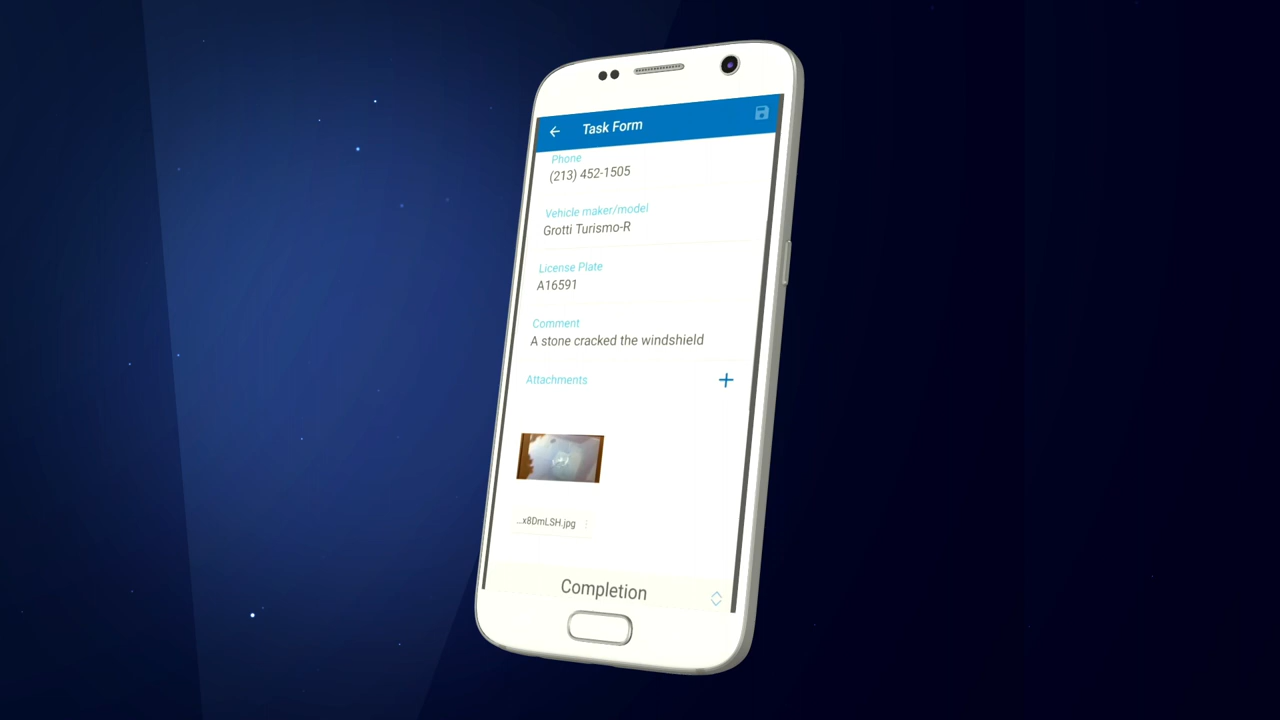 Task Form
Phone
(213) 452-1505
Vehicle maker/model
Grotti Turismo-R
License Plate
A16591
Comment
A stone cracked the windshield
Attachments
...x8DmLSH.jpg
Completion